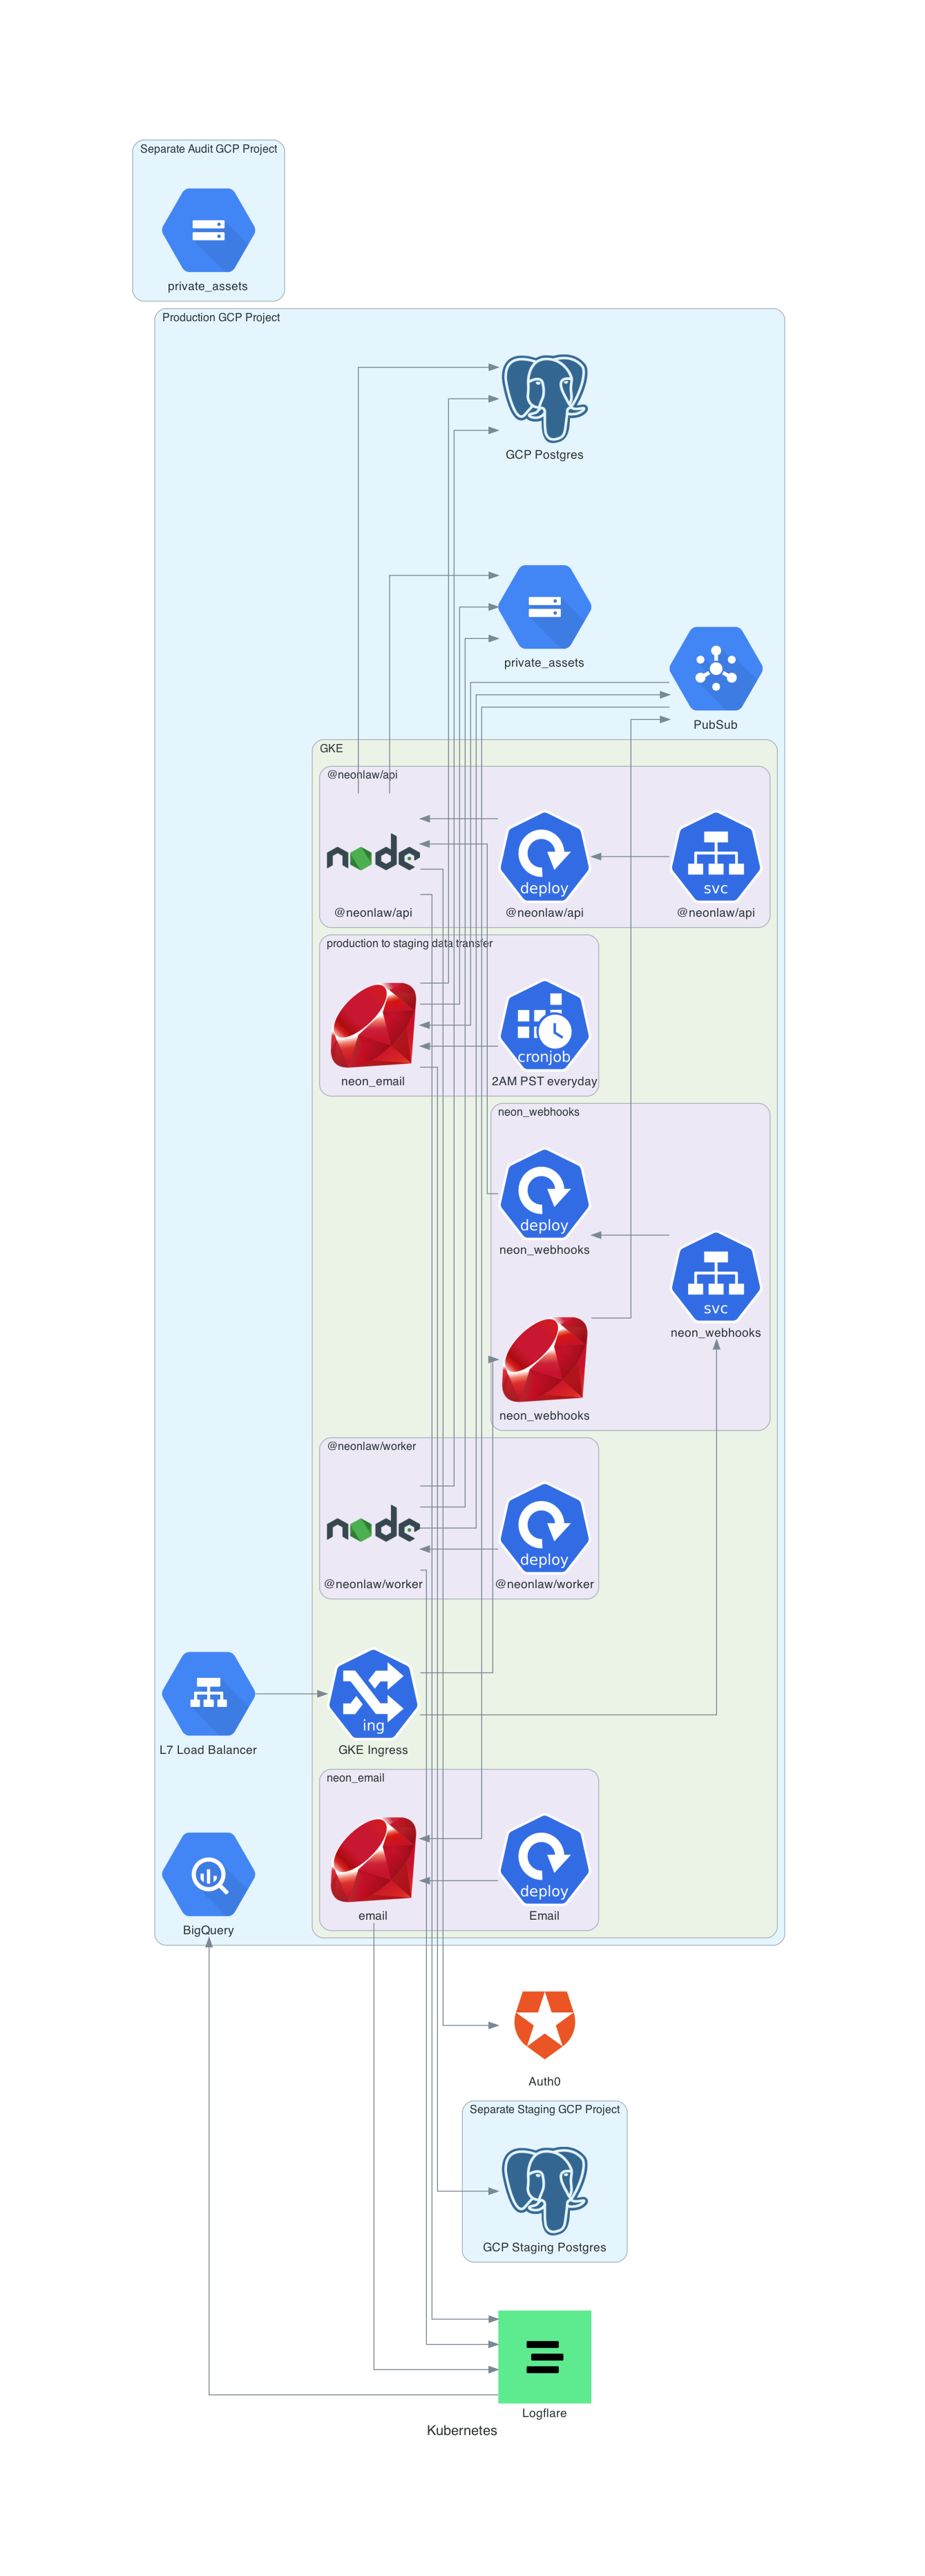 Separate Audit GCP Project
private_assets
Production GCP Project
GCP Postgres
private_assets
PubSub
GKE
@neonlaw/api
node
deploy
svc
@neonlaw/api
@neonlaw/api
@neonlaw/api
production to staging data transfer
cronjob
neon_email
2AM PST everyday
neon_webhooks
deploy
neon_webhooks
svc
neon_webhooks
neon_webhooks
@neonlaw/worker
node
deploy
@neonlaw/worker
@neonlaw/worker
ing
L7 Load Balancer
GKE Ingress
neon_email
deploy
email
Email
BigQuery
Auth0
Separate Staging GCP Project
GCP Staging Postgres
Logflare
Kubernetes